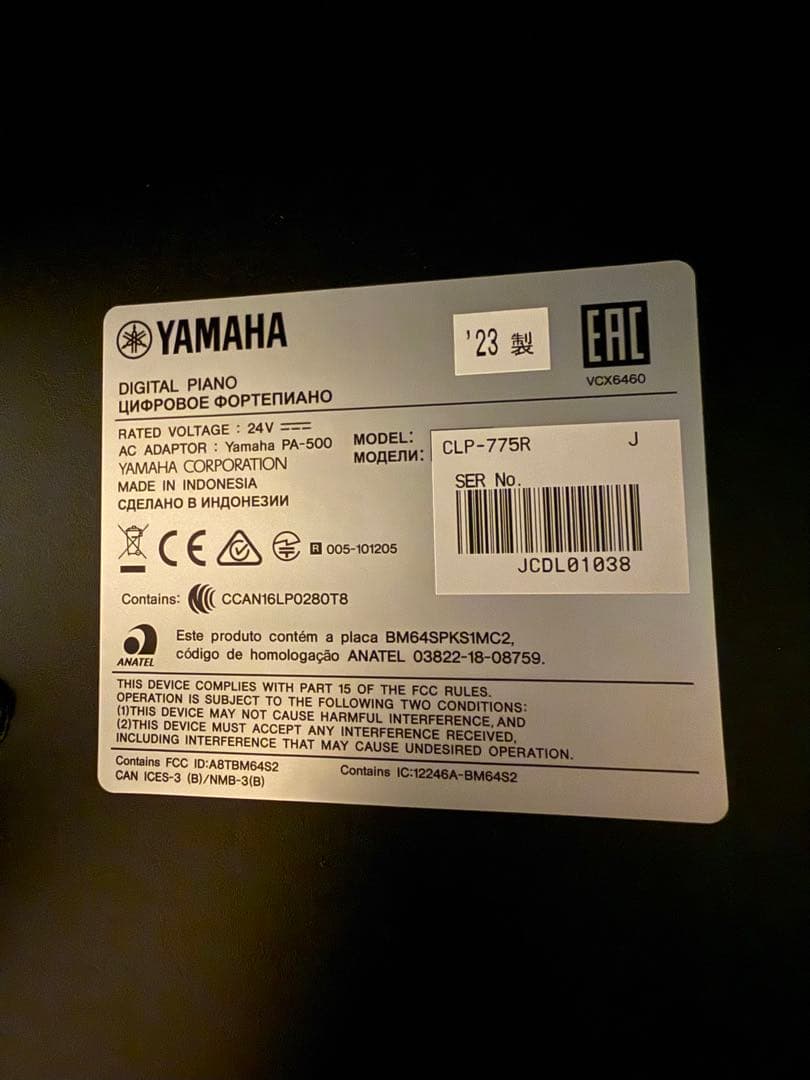 YAMAHA
'23 製
EAC
VCX6460
DIGITAL PIANO
ЦИФРОВОЕ ФОРТЕПИАНО
RATED VOLTAGE : 24V
AC ADAPTOR : Yamaha PA-500
YAMAHA CORPORATION
MADE IN INDONESIA
СДЕЛАНО В ИНДОНЕЗИИ
MODEL:
МОДЕЛИ:
CLP-775R J
SER No.
JCDL01038
CE
R 005-101205
Contains: CCAN16LP0280T8
ANATEL
Este produto contém a placa BM64SPKS1MC2,
código de homologação ANATEL 03822-18-08759.
THIS DEVICE COMPLIES WITH PART 15 OF THE FCC RULES.
OPERATION IS SUBJECT TO THE FOLLOWING TWO CONDITIONS:
(1)THIS DEVICE MAY NOT CAUSE HARMFUL INTERFERENCE, AND
(2)THIS DEVICE MUST ACCEPT ANY INTERFERENCE RECEIVED,
INCLUDING INTERFERENCE THAT MAY CAUSE UNDESIRED OPERATION.
Contains FCC ID:A8TBM64S2
CAN ICES-3 (B)/NMB-3(B)
Contains IC:12246A-BM64S2